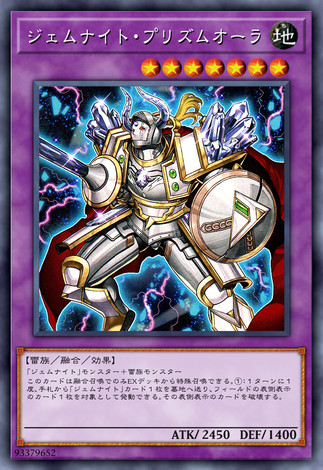 ジェムナイト・プリズムオーラ
地
【雷族／融合／効果】
「ジェムナイト」モンスター＋雷族モンスター
このカードは融合召喚でのみEXデッキから特殊召喚できる。①：1ターンに1
度、手札から「ジェムナイト」カード1枚を墓地へ送り、フィールドの表側表示
のカード1枚を対象として発動できる。その表側表示のカードを破壊する。
ATK/ 2450 DEF/1400
93379652